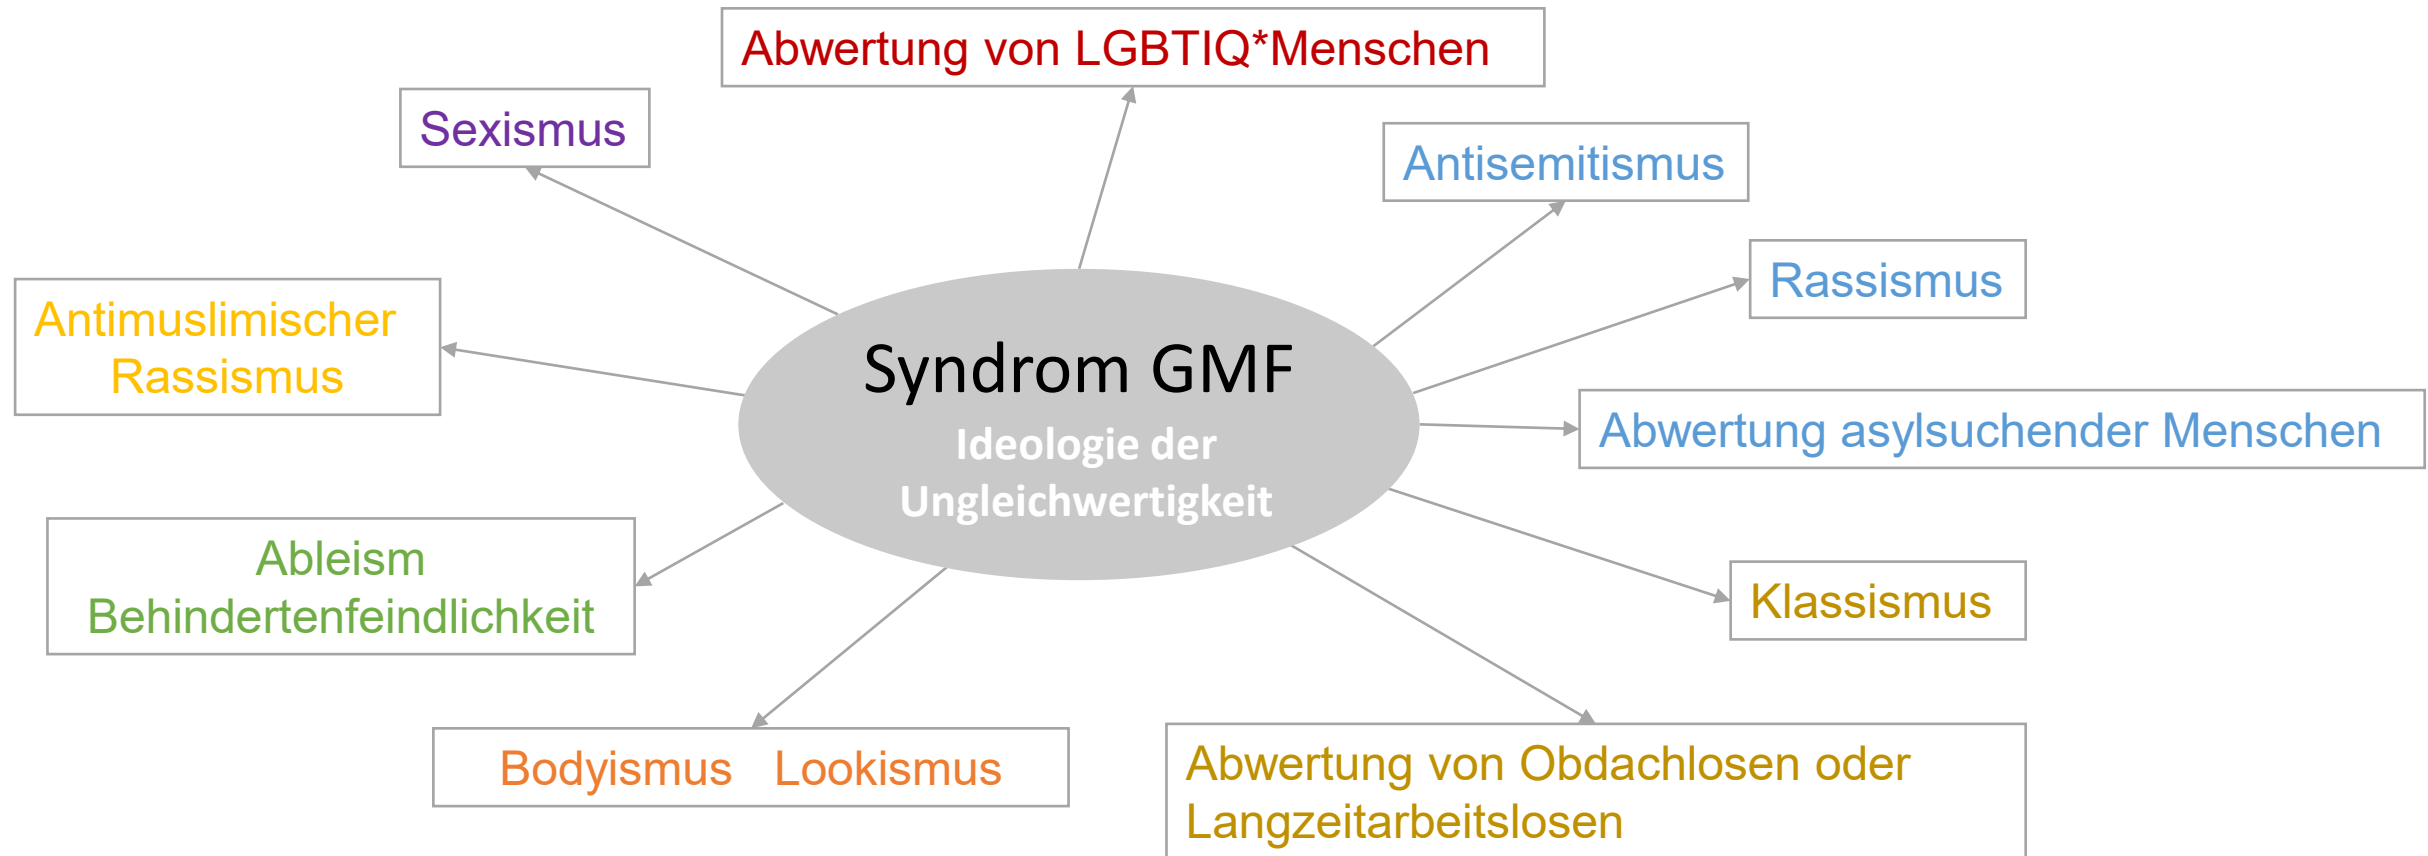 Abwertung von LGBTIQ*Menschen
Sexismus
Antisemitismus
Rassismus
Antimuslimischer
Rassismus
Syndrom GMF
Ideologie der
Ungleichwertigkeit
Abwertung asylsuchender Menschen
Ableism
Behindertenfeindlichkeit
Klassismus
Bodyismus Lookismus
Abwertung von Obdachlosen oder
Langzeitarbeitslosen